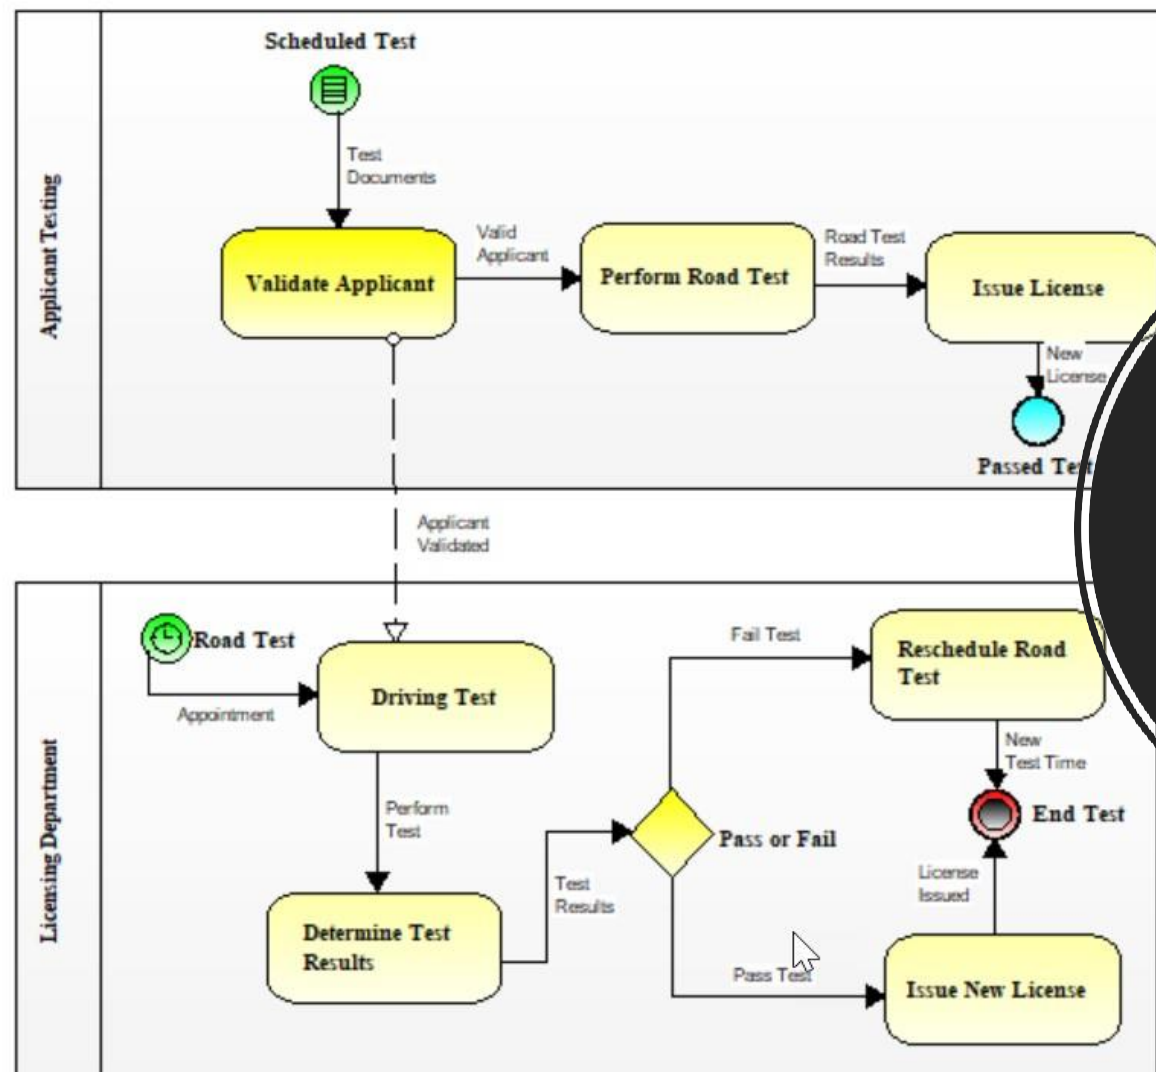 Scheduled Test
Test
Documents
Applicant Testing
Validate Applicant
Valid
Applicant
Perform Road Test
Road Test
Results
Issue License
New
License
Passed Test
Applicant
Validated
Licensing Department
Road Test
Appointment
Driving Test
Perform
Test
Determine Test
Results
Test
Results
Pass or Fail
Fail Test
Reschedule Road
Test
New
Test Time
End Test
License
Issued
Pass Test
Issue New License